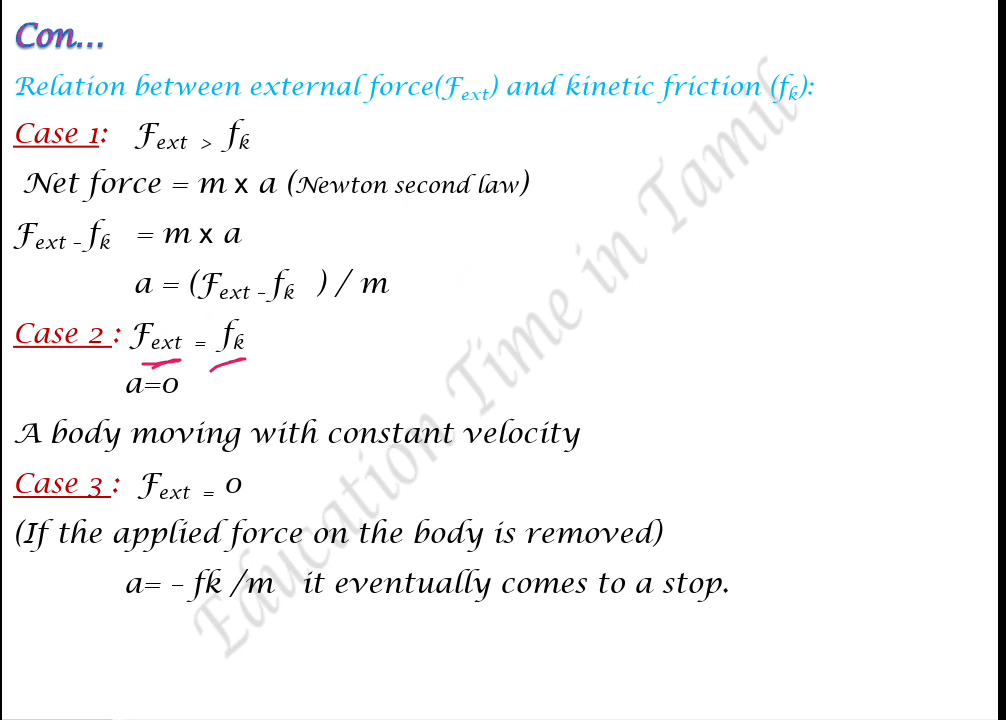 Con...
Relation between external force(Fext) and kinetic friction (fk):
Case 1: Fext > fk
Net force = m x a (Newton second law)
Fext – fk = m x a
a = (Fext – fk ) / m
Case 2 : Fext = fk
a=0
A body moving with constant velocity
Case 3 : Fext = 0
(If the applied force on the body is removed)
a= – fk /m it eventually comes to a stop.
Education Time in Tamil